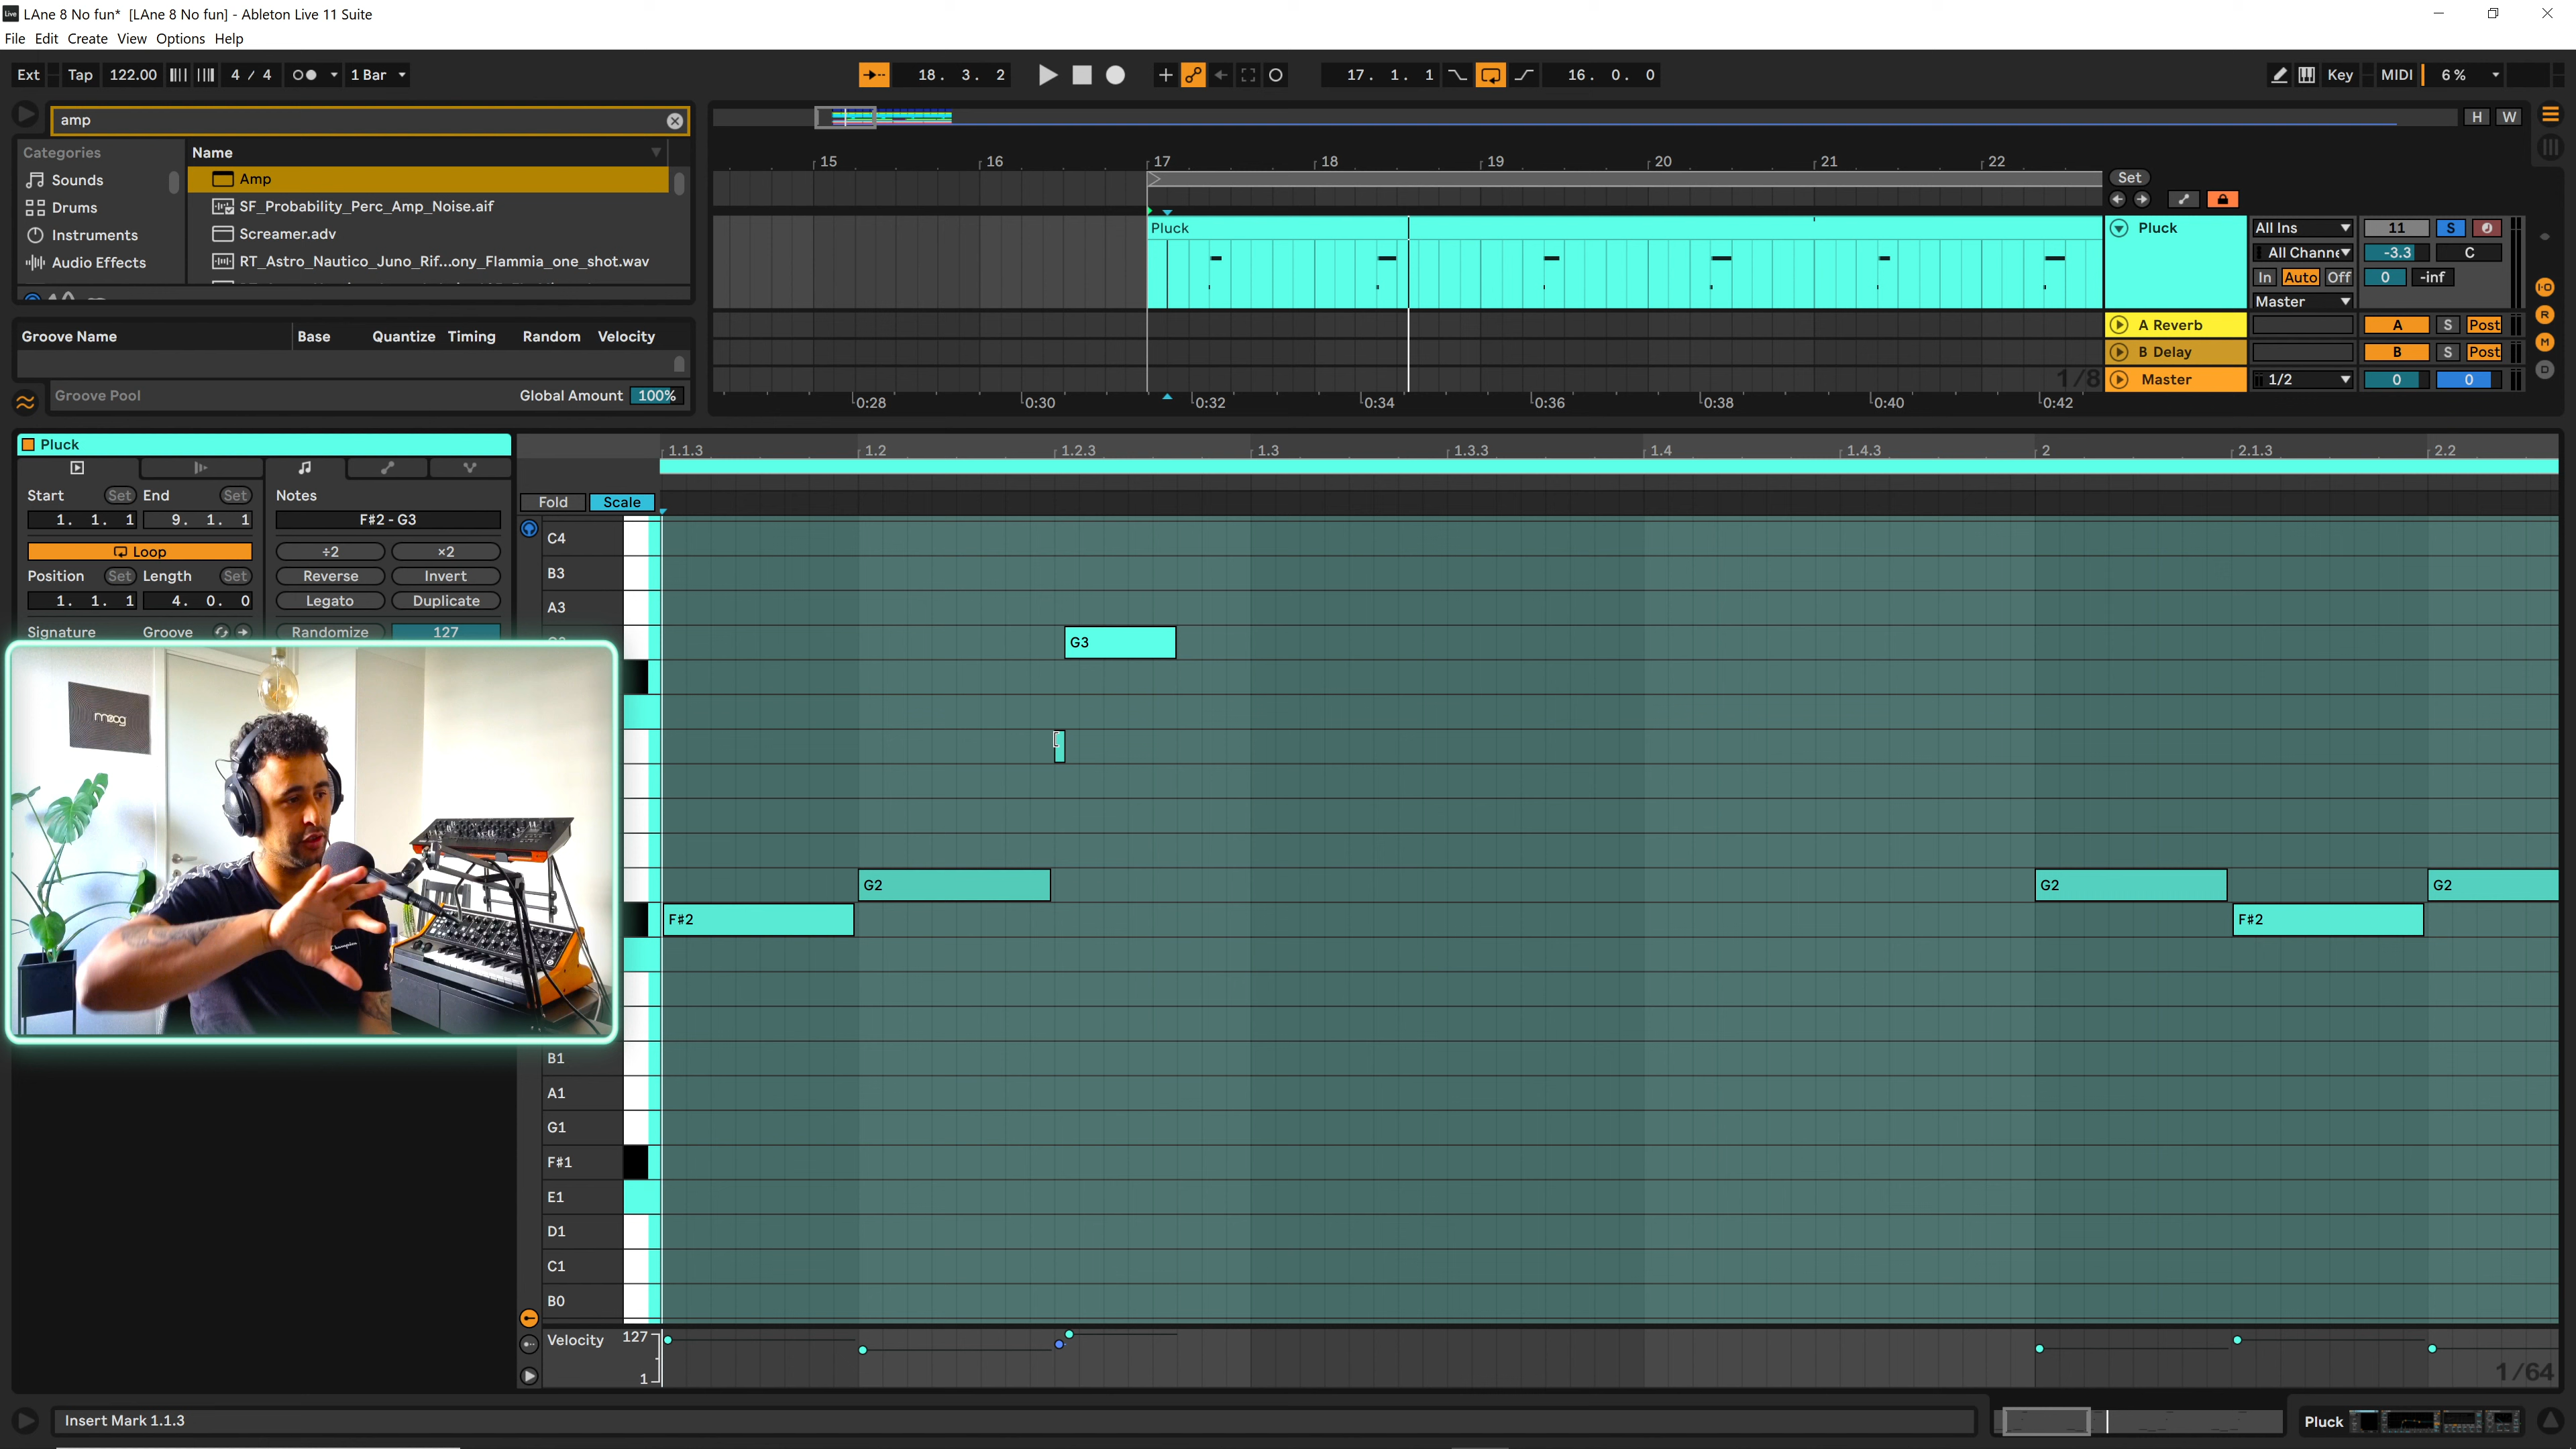 LAne 8 No fun* [LAne 8 No fun] - Ableton Live 11 Suite
File Edit Create View Options Help
Ext Tap 122.00 4 / 4 1 Bar
18. 3. 2
17. 1. 1
16. 0. 0
Key MIDI 6 %
amp
H W
Categories
Sounds
Drums
Instruments
Audio Effects
Name
Amp
SF_Probability_Perc_Amp_Noise.aif
Screamer.adv
RT_Astro_Nautico_Juno_Rif...ony_Flammia_one_shot.wav
15 16 17 18 19 20 21 22
Set
Pluck
Pluck
All Ins
All Channe
In Auto Off
Master
11 S
-3.3 C
0 -inf
A Reverb A S Post
B Delay B S Post
Master 1/2 0 0
1/8
0:28 0:30 0:32 0:34 0:36 0:38 0:40 0:42
I·O
R
M
D
Groove Name Base Quantize Timing Random Velocity
Groove Pool Global Amount 100%
Pluck
Start Set End Set
1. 1. 1 9. 1. 1
Loop
Position Set Length Set
1. 1. 1 4. 0. 0
Signature Groove
Notes
F#2 - G3
÷2 ×2
Reverse Invert
Legato Duplicate
Randomize 127
1.1.3 1.2 1.2.3 1.3 1.3.3 1.4 1.4.3 2 2.1.3 2.2
Fold Scale
C4
B3
A3
G3
G2 G2 G2
F#2 F#2
moog
B1
A1
G1
F#1
E1
D1
C1
B0
Velocity 127
1
1/64
Insert Mark 1.1.3
Pluck